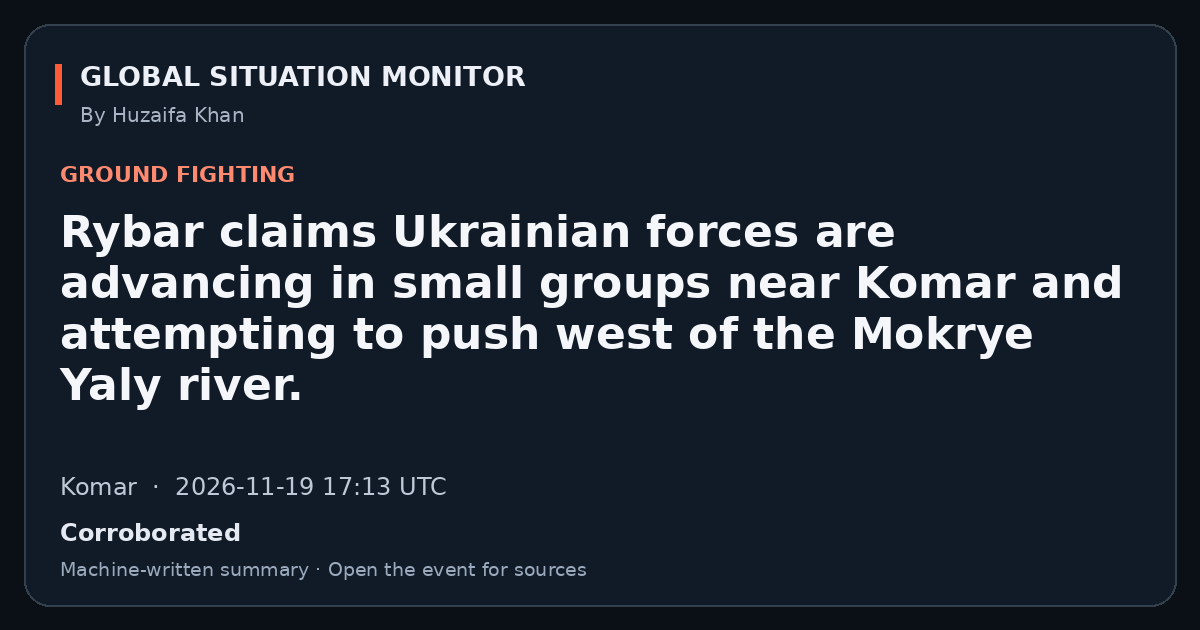 GLOBAL SITUATION MONITOR
By Huzaifa Khan
GROUND FIGHTING
Rybar claims Ukrainian forces are
advancing in small groups near Komar and
attempting to push west of the Mokrye
Yaly river.
Komar · 2026-11-19 17:13 UTC
Corroborated
Machine-written summary · Open the event for sources